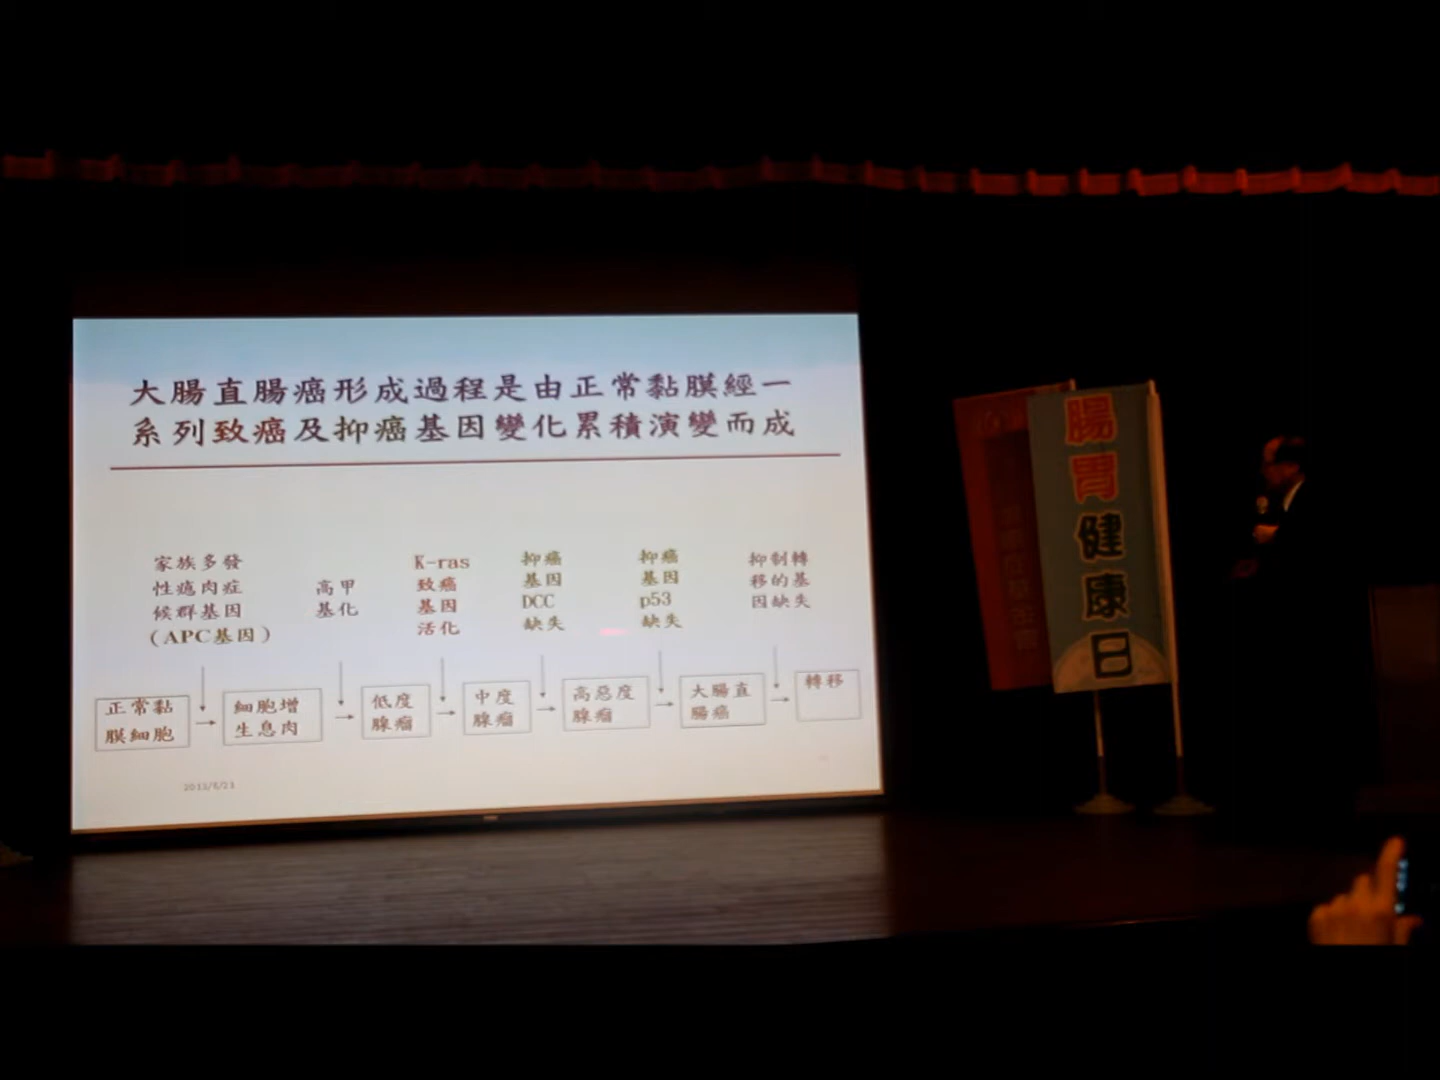 大腸直腸癌形成過程是由正常黏膜經一
系列致癌及抑癌基因變化累積演變而成
家族多發
性瘜肉症
候群基因
(APC基因)
高甲
基化
K-ras
致癌
基因
活化
抑癌
基因
DCC
缺失
抑癌
基因
p53
缺失
抑制轉
移的基
因缺失
正常黏
膜細胞
細胞增
生息肉
低度
腺瘤
中度
腺瘤
高惡度
腺瘤
大腸直
腸癌
轉移
腸胃健康日